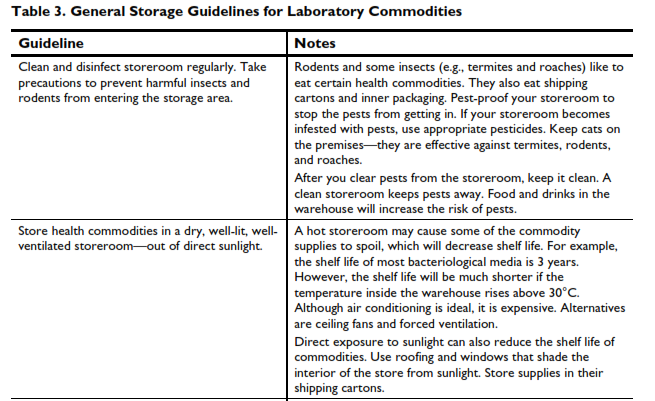 Table 3. General Storage Guidelines for Laboratory Commodities
Guideline
Notes
Clean and disinfect storeroom regularly. Take
precautions to prevent harmful insects and
rodents from entering the storage area.
Rodents and some insects (e.g., termites and roaches) like to
eat certain health commodities. They also eat shipping
cartons and inner packaging. Pest-proof your storeroom to
stop the pests from getting in. If your storeroom becomes
infested with pests, use appropriate pesticides. Keep cats on
the premises—they are effective against termites, rodents,
and roaches.
After you clear pests from the storeroom, keep it clean. A
clean storeroom keeps pests away. Food and drinks in the
warehouse will increase the risk of pests.
Store health commodities in a dry, well-lit, well-
ventilated storeroom—out of direct sunlight.
A hot storeroom may cause some of the commodity
supplies to spoil, which will decrease shelf life. For example,
the shelf life of most bacteriological media is 3 years.
However, the shelf life will be much shorter if the
temperature inside the warehouse rises above 30°C.
Although air conditioning is ideal, it is expensive. Alternatives
are ceiling fans and forced ventilation.
Direct exposure to sunlight can also reduce the shelf life of
commodities. Use roofing and windows that shade the
interior of the store from sunlight. Store supplies in their
shipping cartons.